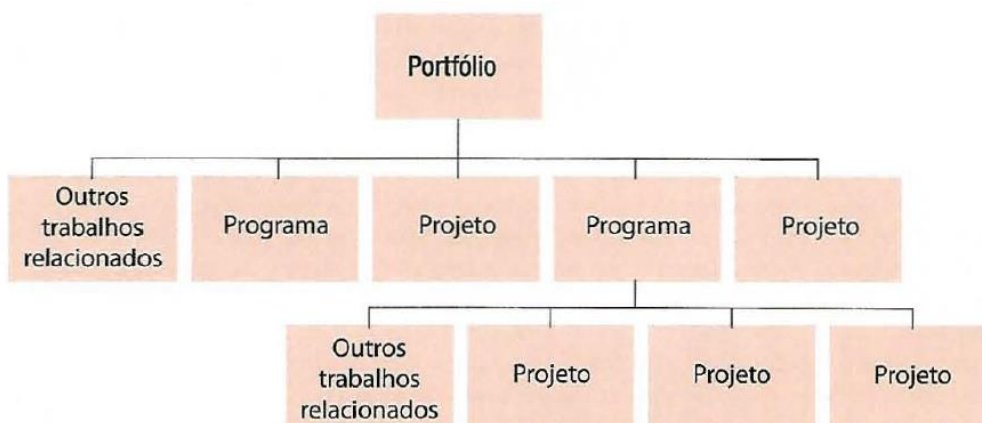 Portfólio
Outros
trabalhos
relacionados
Programa
Projeto
Programa
Projeto
Outros
trabalhos
relacionados
Projeto
Projeto
Projeto